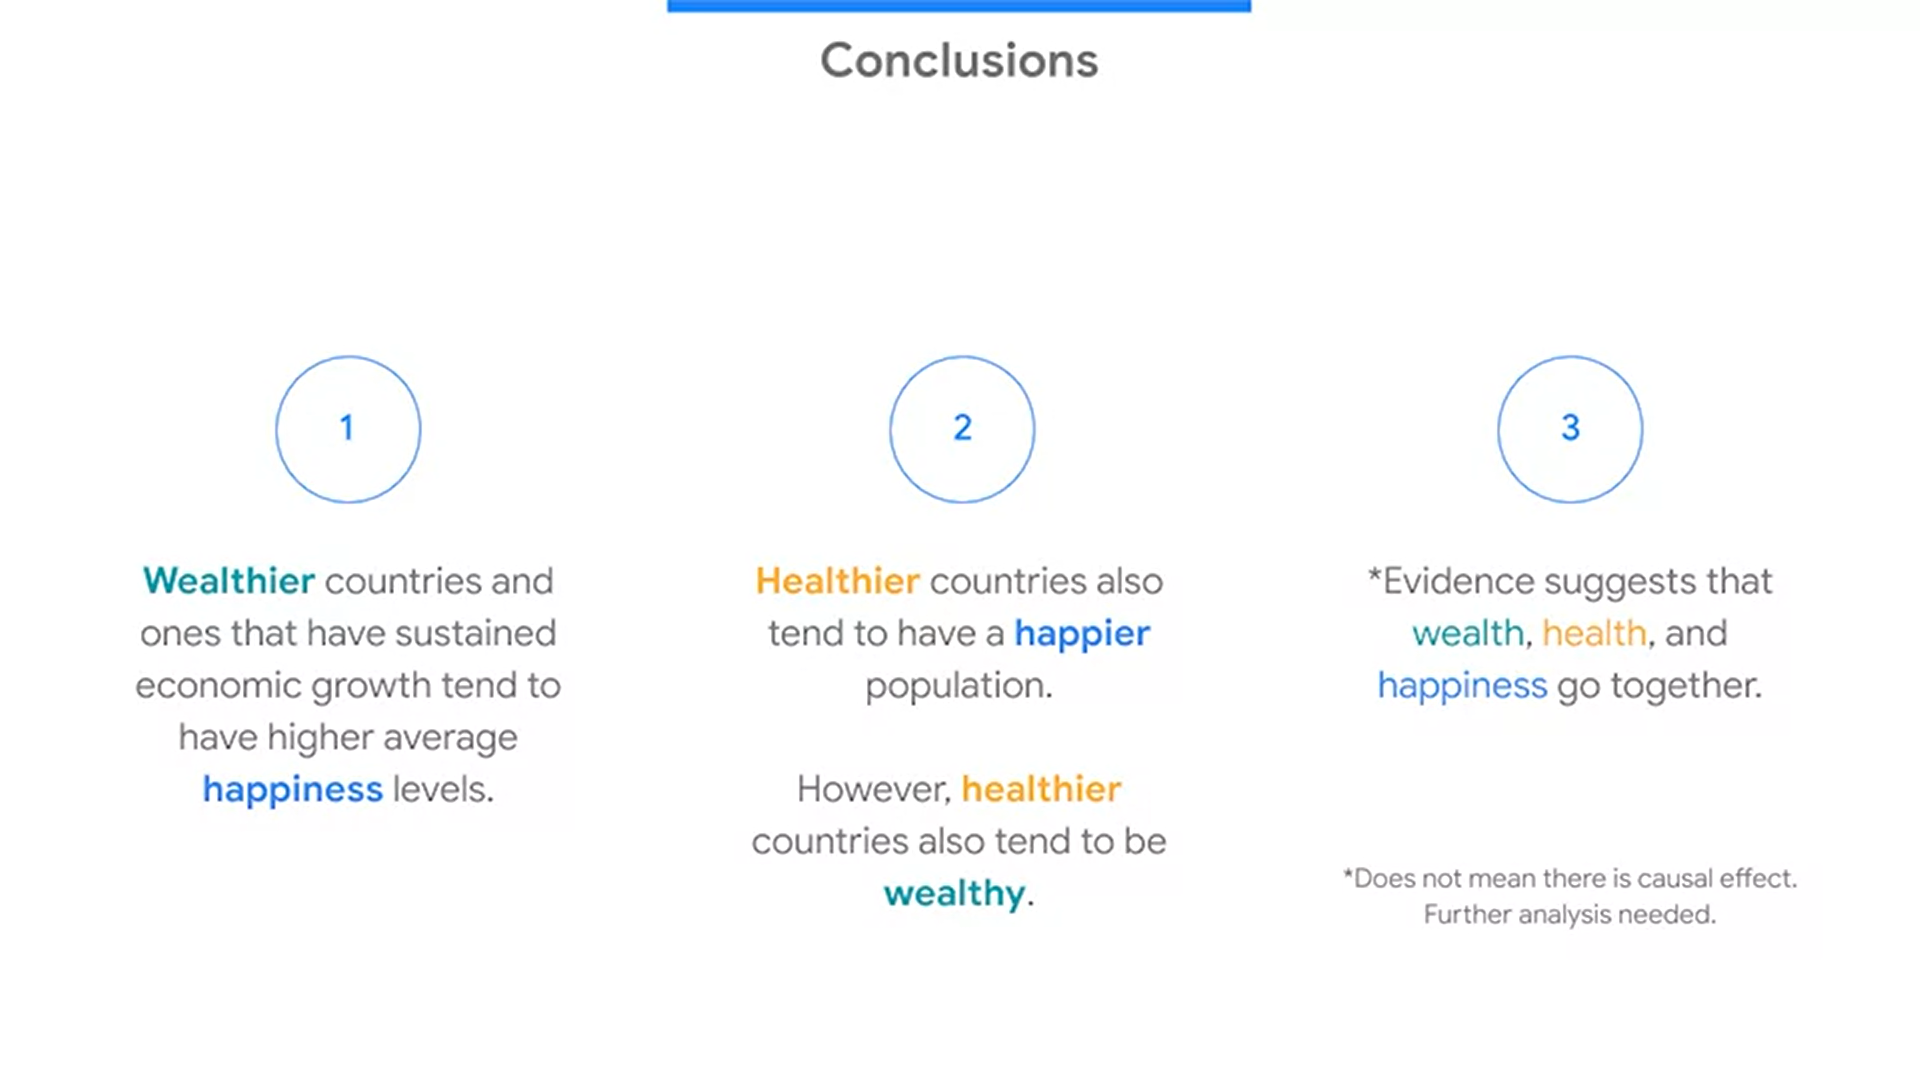 Conclusions
1
Wealthier countries and
ones that have sustained
economic growth tend to
have higher average
happiness levels.
2
Healthier countries also
tend to have a happier
population.
However, healthier
countries also tend to be
wealthy.
3
*Evidence suggests that
wealth, health, and
happiness go together.
*Does not mean there is causal effect.
Further analysis needed.